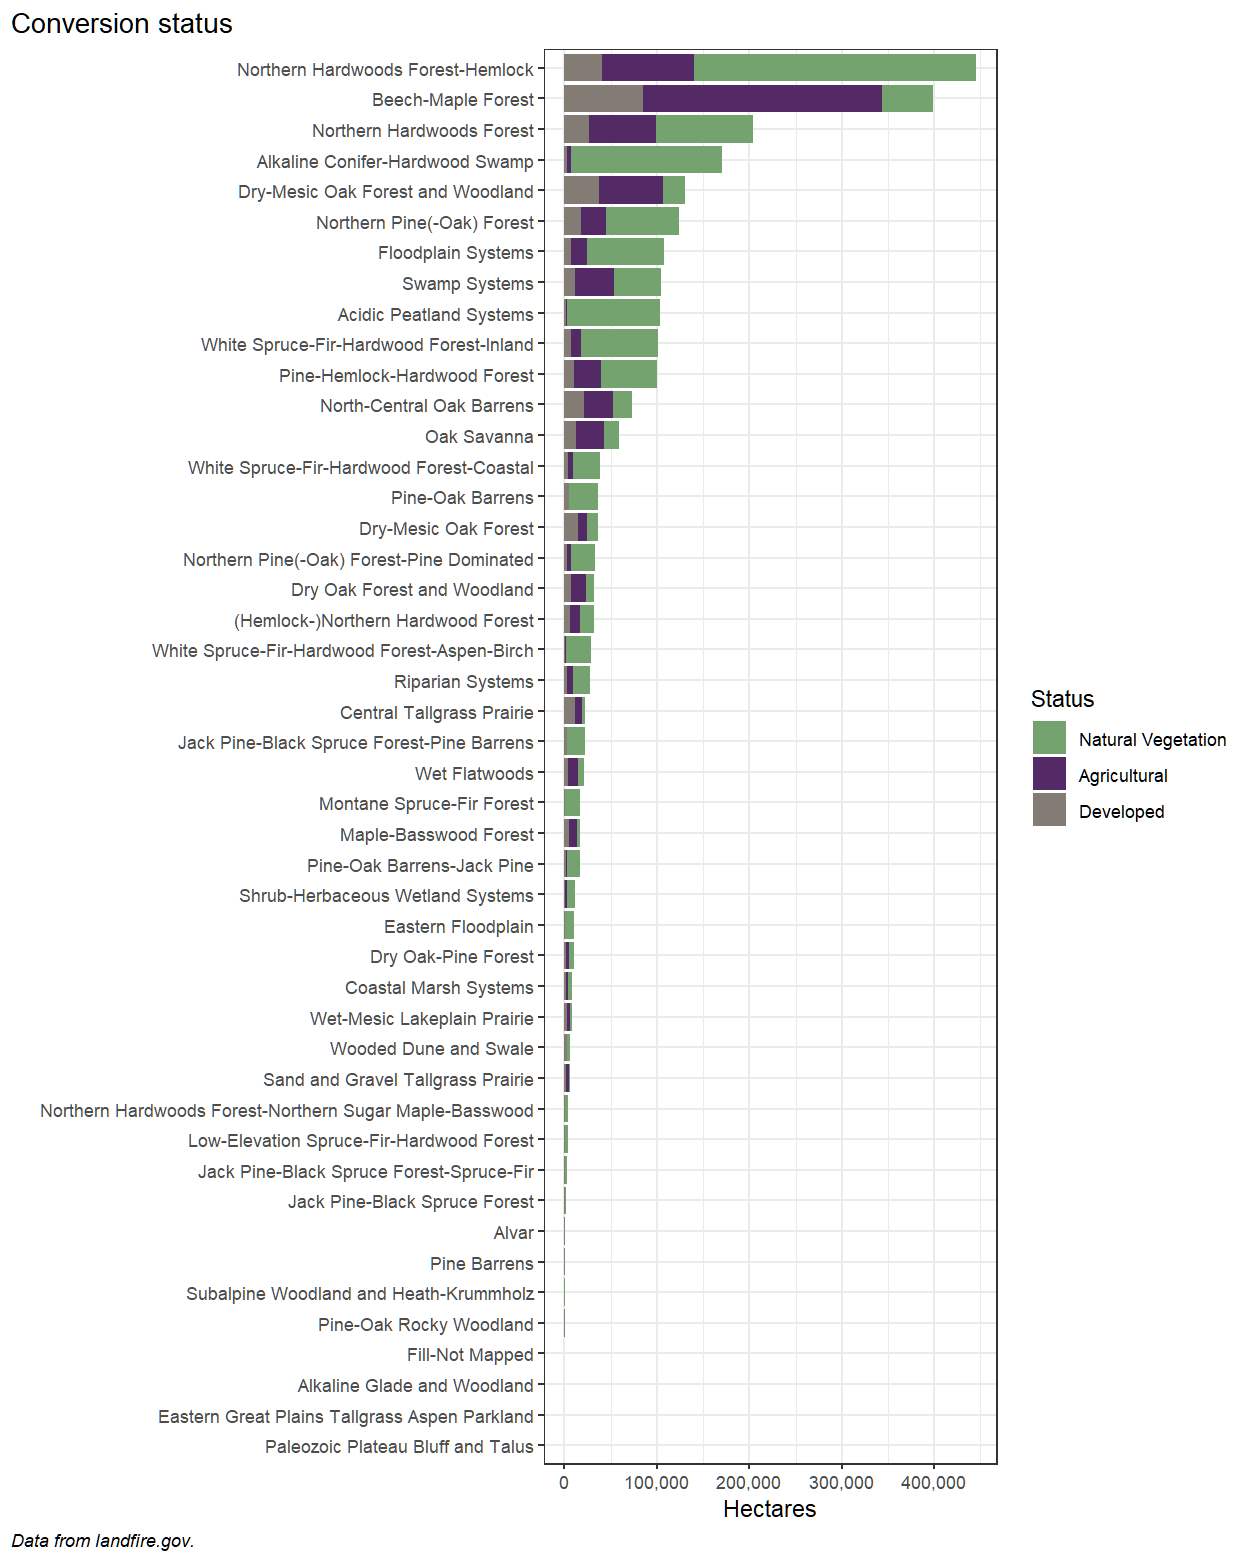 Conversion status
Northern Hardwoods Forest-Hemlock
Beech-Maple Forest
Northern Hardwoods Forest
Alkaline Conifer-Hardwood Swamp
Dry-Mesic Oak Forest and Woodland
Northern Pine(-Oak) Forest
Floodplain Systems
Swamp Systems
Acidic Peatland Systems
White Spruce-Fir-Hardwood Forest-Inland
Pine-Hemlock-Hardwood Forest
North-Central Oak Barrens
Oak Savanna
White Spruce-Fir-Hardwood Forest-Coastal
Pine-Oak Barrens
Dry-Mesic Oak Forest
Northern Pine(-Oak) Forest-Pine Dominated
Dry Oak Forest and Woodland
(Hemlock-)Northern Hardwood Forest
White Spruce-Fir-Hardwood Forest-Aspen-Birch
Riparian Systems
Central Tallgrass Prairie
Jack Pine-Black Spruce Forest-Pine Barrens
Wet Flatwoods
Montane Spruce-Fir Forest
Maple-Basswood Forest
Pine-Oak Barrens-Jack Pine
Shrub-Herbaceous Wetland Systems
Eastern Floodplain
Dry Oak-Pine Forest
Coastal Marsh Systems
Wet-Mesic Lakeplain Prairie
Wooded Dune and Swale
Sand and Gravel Tallgrass Prairie
Northern Hardwoods Forest-Northern Sugar Maple-Basswood
Low-Elevation Spruce-Fir-Hardwood Forest
Jack Pine-Black Spruce Forest-Spruce-Fir
Jack Pine-Black Spruce Forest
Alvar
Pine Barrens
Subalpine Woodland and Heath-Krummholz
Pine-Oak Rocky Woodland
Fill-Not Mapped
Alkaline Glade and Woodland
Eastern Great Plains Tallgrass Aspen Parkland
Paleozoic Plateau Bluff and Talus
0 100,000 200,000 300,000 400,000
Hectares
Status
Natural Vegetation
Agricultural
Developed
Data from landfire.gov.